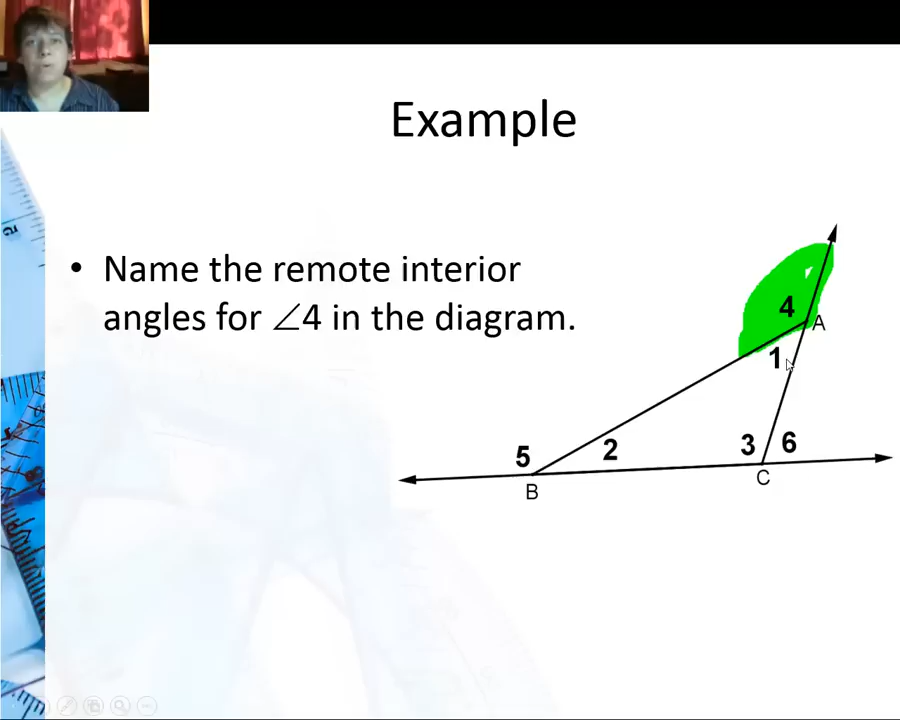 Example
• Name the remote interior
angles for ∠4 in the diagram.
4
A
1
5
2
3
6
B
C